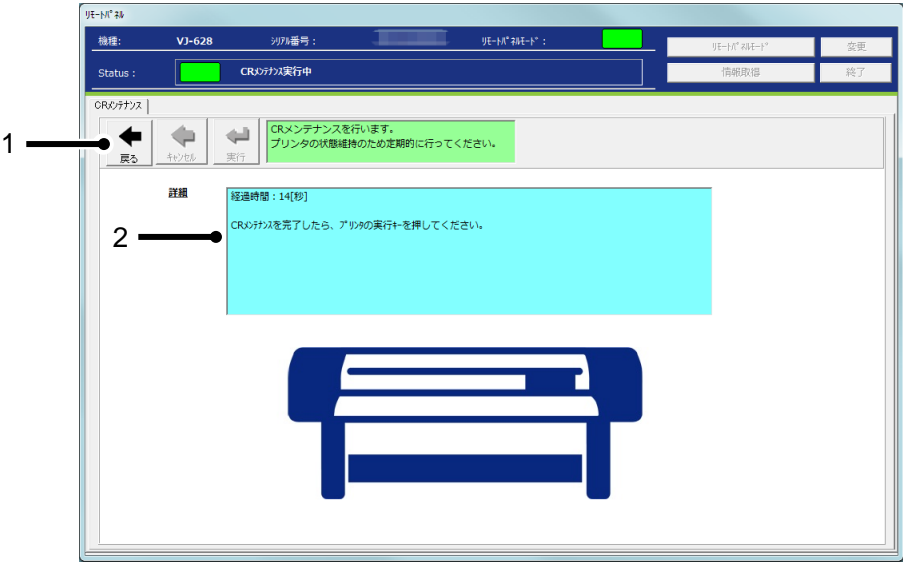 ﾘﾓｰﾄﾊﾟﾈﾙ
機種: VJ-628 ｼﾘｱﾙ番号： ﾘﾓｰﾄﾊﾟﾈﾙﾓｰﾄﾞ：
ﾘﾓｰﾄﾊﾟﾈﾙﾓｰﾄﾞ 変更
Status： CRﾒﾝﾃﾅﾝｽ実行中
情報取得 終了
CRﾒﾝﾃﾅﾝｽ
1
戻る ｷｬﾝｾﾙ 実行
CRメンテナンスを行います。
プリンタの状態維持のため定期的に行ってください。
詳細
経過時間：14[秒]
2
CRﾒﾝﾃﾅﾝｽを完了したら、ﾌﾟﾘﾝﾀの実行ｷｰを押してください。